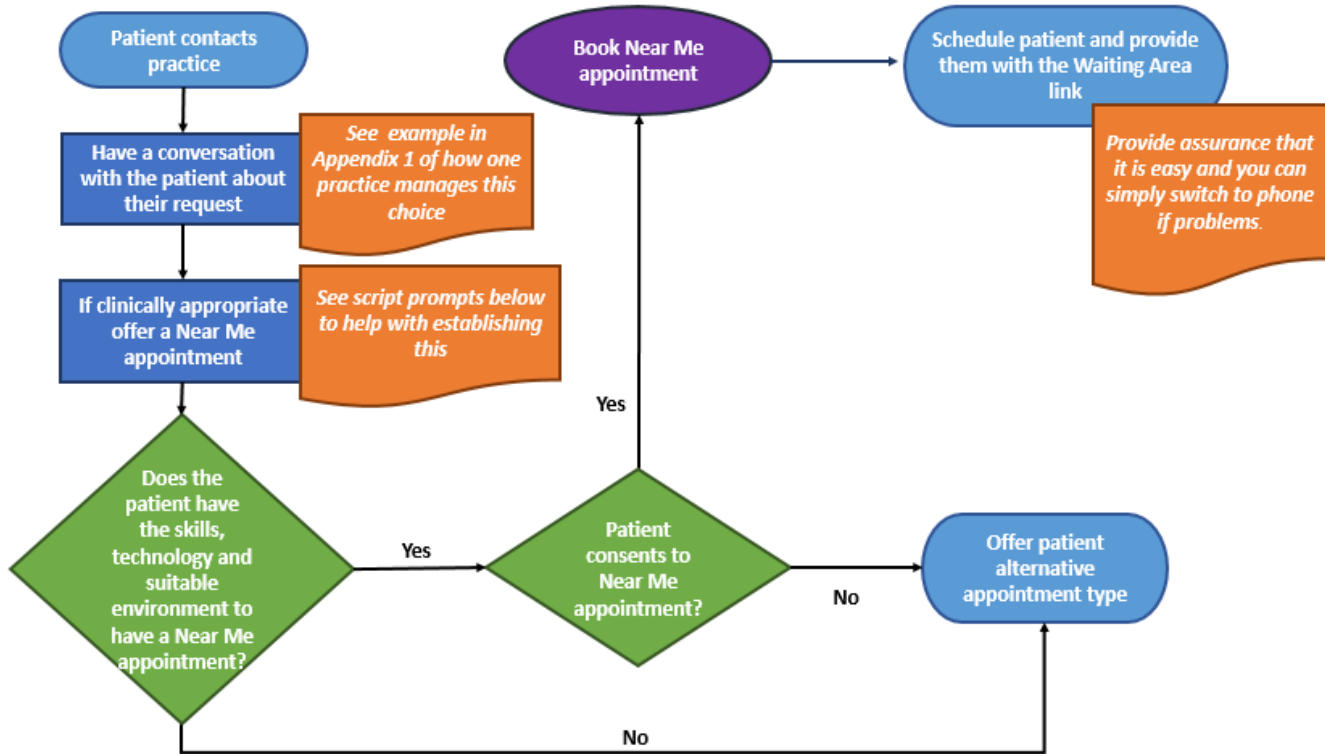 Patient contacts
practice
Have a conversation
with the patient about
their request
See example in
Appendix 1 of how one
practice manages this
choice
If clinically appropriate
offer a Near Me
appointment
See script prompts below
to help with establishing
this
Does the
patient have
the skills,
technology and
suitable
environment to
have a Near Me
appointment?
Yes
No
Patient
consents to
Near Me
appointment?
Yes
No
Book Near Me
appointment
Schedule patient and provide
them with the Waiting Area
link
Provide assurance that
it is easy and you can
simply switch to phone
if problems.
Offer patient
alternative
appointment type